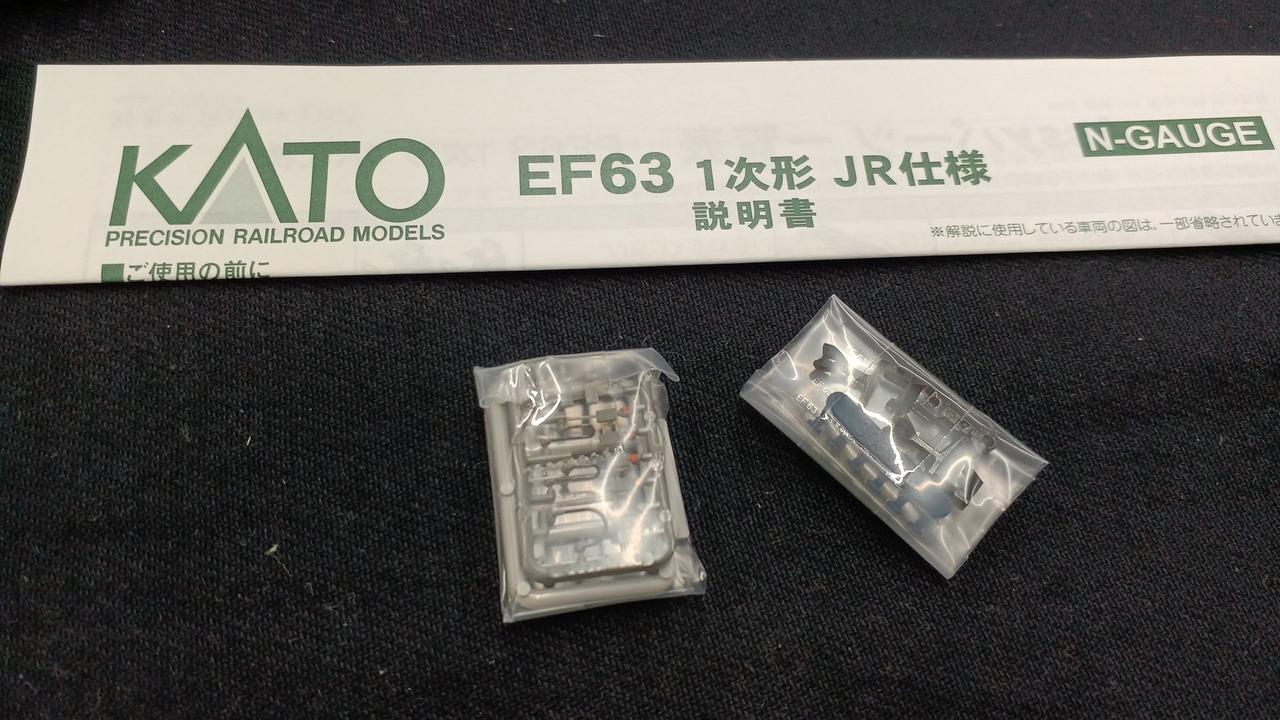 KATO
PRECISION RAILROAD MODELS
EF63 1次形 JR仕様
説明書
N-GAUGE
※解説に使用している車両の図は、一部省略されていま
■ご使用の前に
EF63